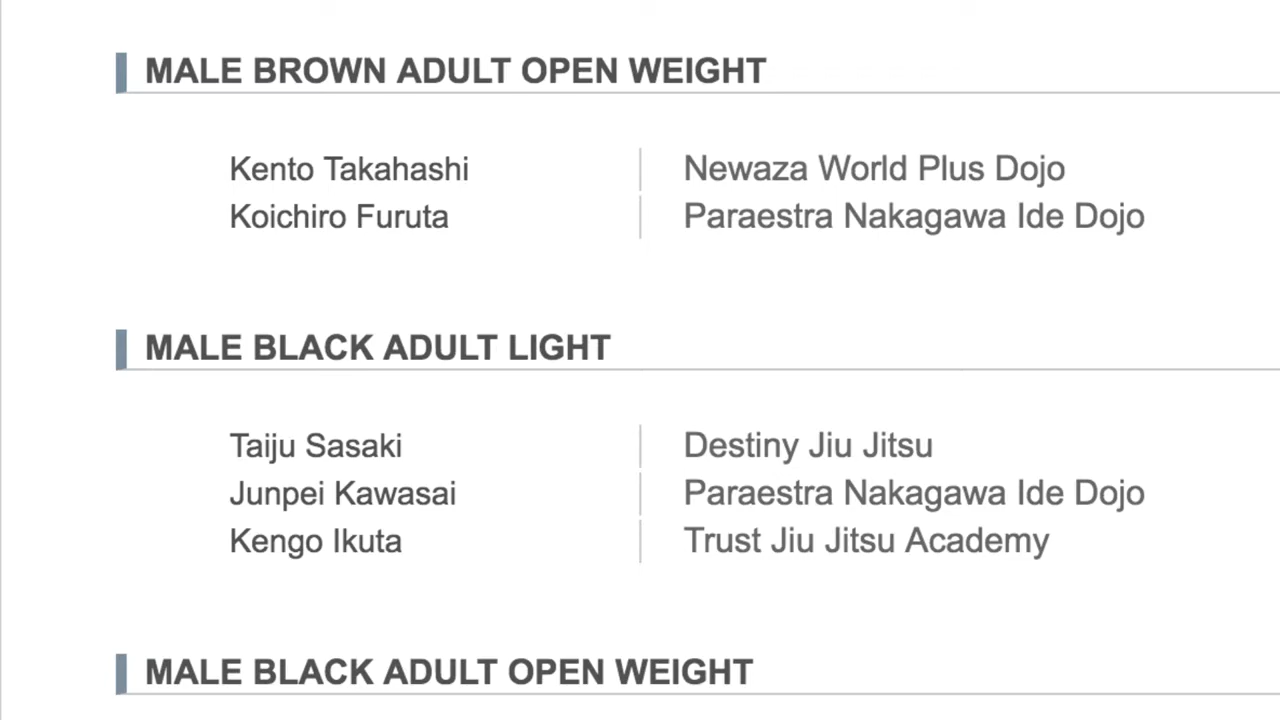 MALE BROWN ADULT OPEN WEIGHT
Kento Takahashi Newaza World Plus Dojo
Koichiro Furuta Paraestra Nakagawa Ide Dojo
MALE BLACK ADULT LIGHT
Taiju Sasaki Destiny Jiu Jitsu
Junpei Kawasai Paraestra Nakagawa Ide Dojo
Kengo Ikuta Trust Jiu Jitsu Academy
MALE BLACK ADULT OPEN WEIGHT